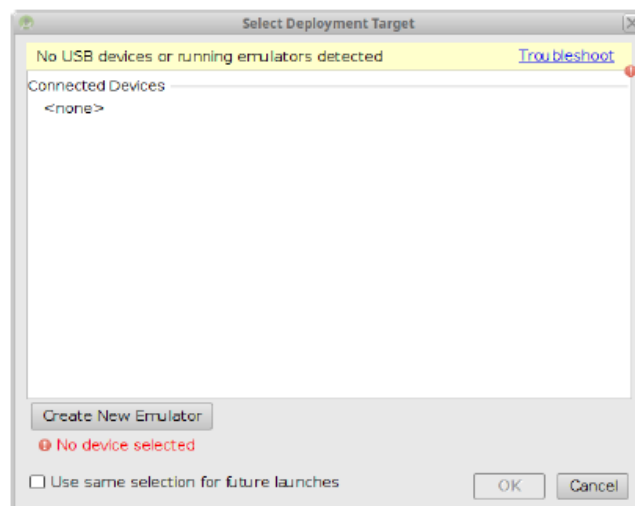 Select Deployment Target
No USB devices or running emulators detected Troubleshoot
Connected Devices
<none>
Create New Emulator
No device selected
Use same selection for future launches
OK Cancel